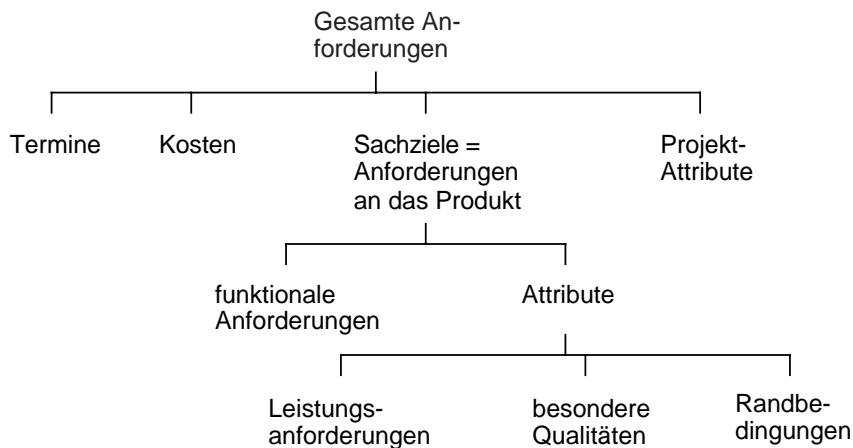 Gesamte An-
forderungen
Termine
Kosten
Sachziele =
Anforderungen
an das Produkt
Projekt-
Attribute
funktionale
Anforderungen
Attribute
Leistungs-
anforderungen
besondere
Qualitäten
Randbe-
dingungen